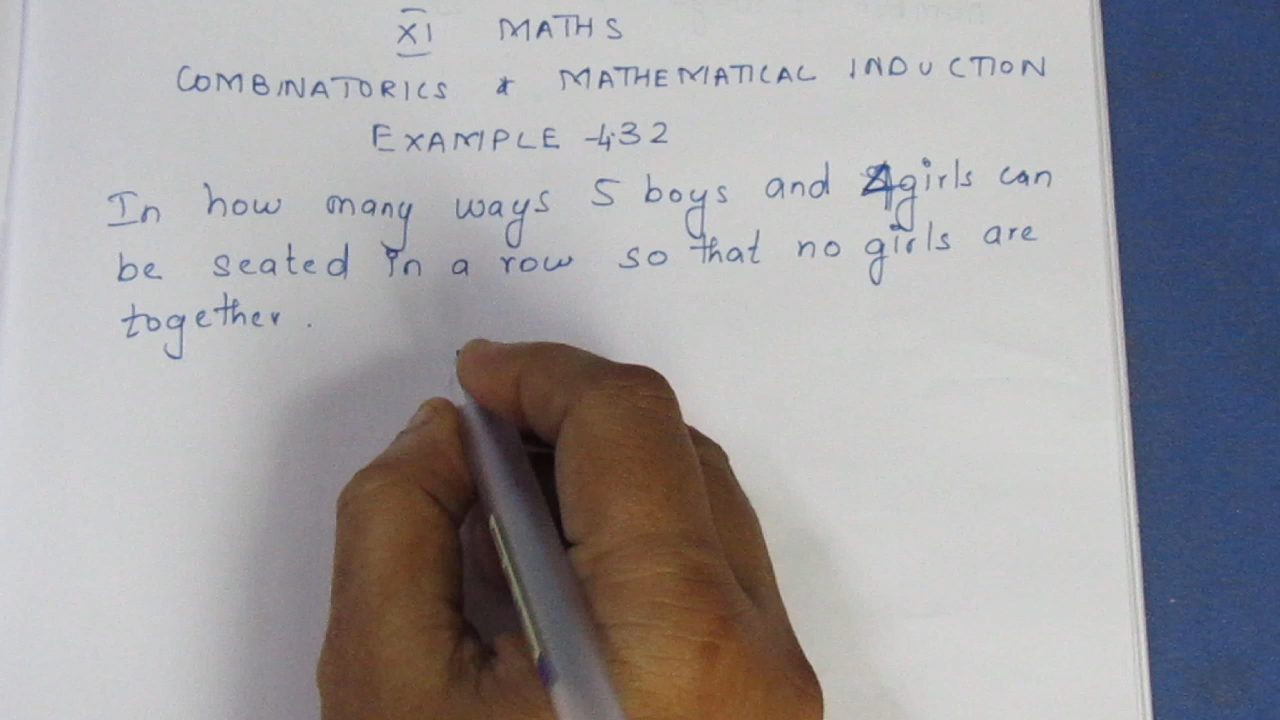 XI MATHS
COMBINATORICS & MATHEMATICAL INDUCTION
EXAMPLE -4.32
In how many ways 5 boys and 4 girls can
be seated in a row so that no girls are
together.